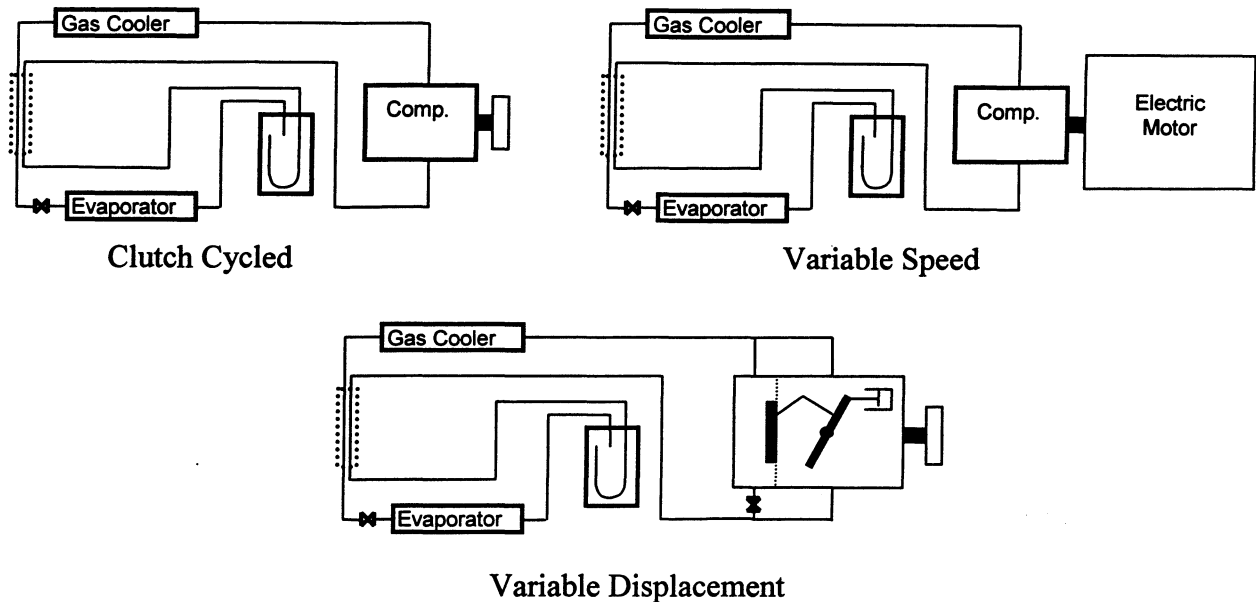 Gas Cooler
Comp.
Evaporator
Clutch Cycled
Gas Cooler
Comp.
Electric
Motor
Evaporator
Variable Speed
Gas Cooler
Evaporator
Variable Displacement